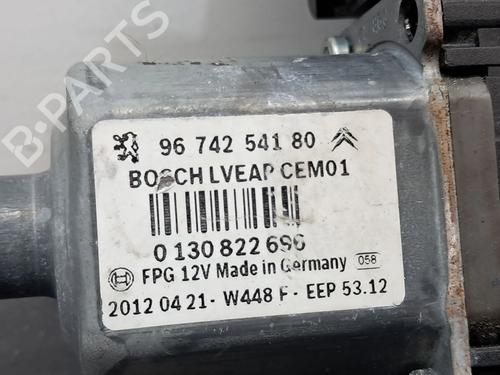 B-PARTS
96 742 541 80
BOSCH LVEAP CEM01
0 130 822 696
FPG 12V Made in Germany 058
2012 04 21 - W448 F - EEP 53.12